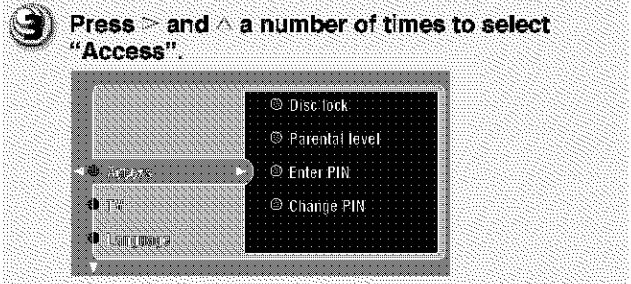 3 Press > and ∧ a number of times to select
“Access”.
Disc lock
Parental level
Access
Enter PIN
TV
Change PIN
Language